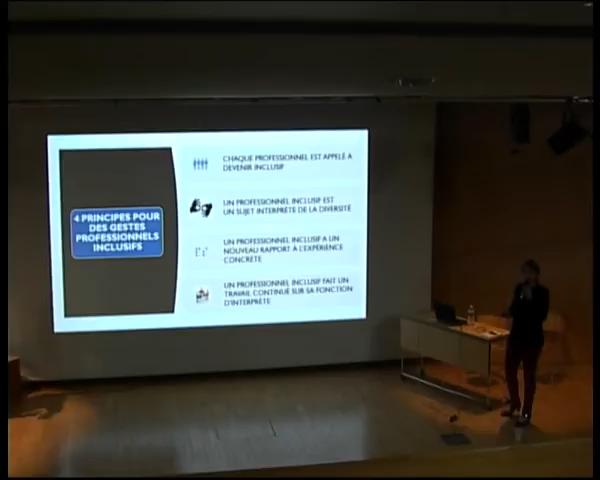 4 PRINCIPES POUR
DES GESTES
PROFESSIONNELS
INCLUSIFS
CHAQUE PROFESSIONNEL EST APPELÉ A
DEVENIR INCLUSIF
UN PROFESSIONNEL INCLUSIF EST
UN SUJET INTERPRÈTE DE LA DIVERSITÉ
UN PROFESSIONNEL INCLUSIF A UN
NOUVEAU RAPPORT À L'EXPÉRIENCE
CONCRÈTE
UN PROFESSIONNEL INCLUSIF FAIT UN
TRAVAIL CONTINUÉ SUR SA FONCTION
D'INTERPRÈTE